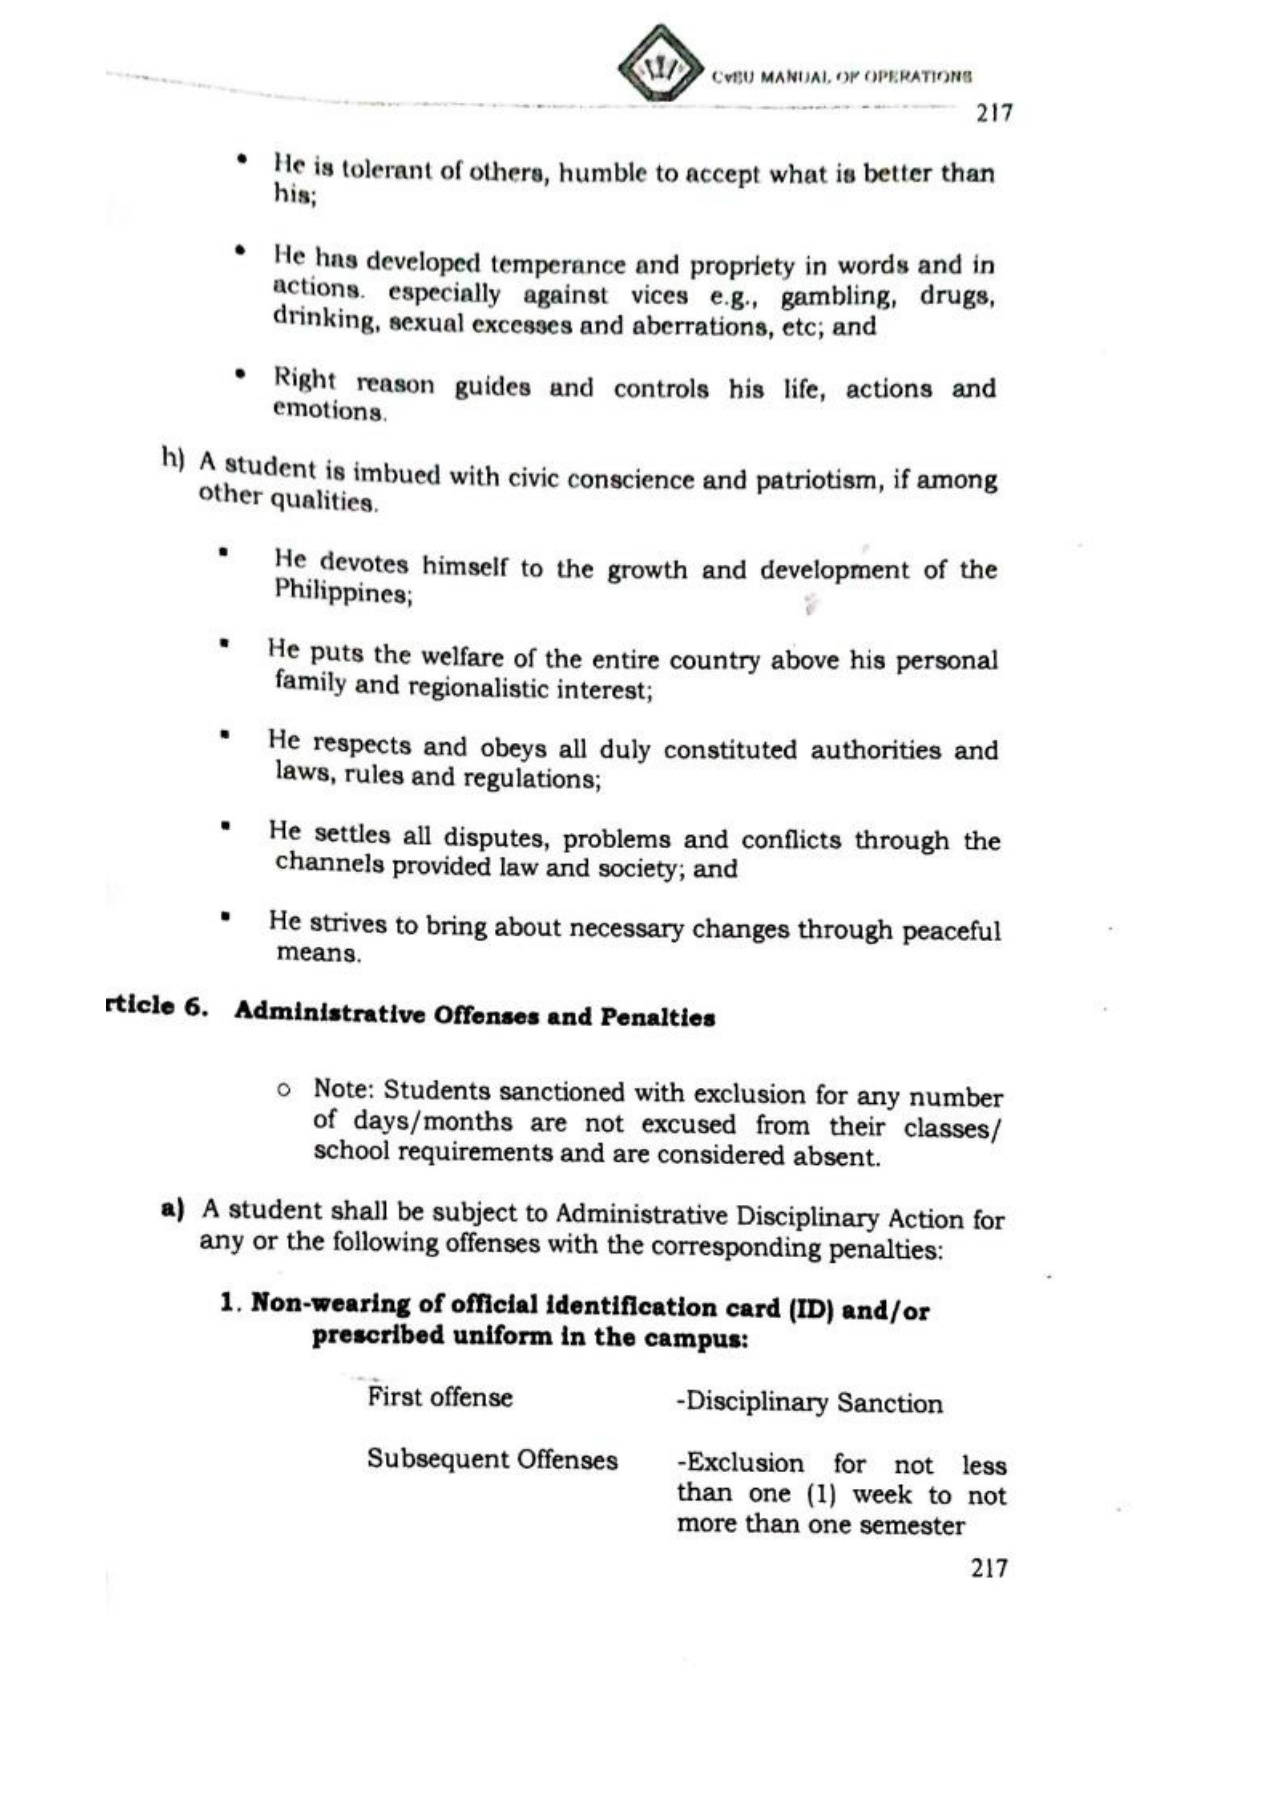 CvSU MANUAL OF OPERATIONS
217
• He is tolerant of others, humble to accept what is better than
his;
• He has developed temperance and propriety in words and in
actions. especially against vices e.g., gambling, drugs,
drinking, sexual excesses and aberrations, etc; and
• Right reason guides and controls his life, actions and
emotions.
h) A student is imbued with civic conscience and patriotism, if among
other qualities.
▪ He devotes himself to the growth and development of the
Philippines;
▪ He puts the welfare of the entire country above his personal
family and regionalistic interest;
▪ He respects and obeys all duly constituted authorities and
laws, rules and regulations;
▪ He settles all disputes, problems and conflicts through the
channels provided law and society; and
▪ He strives to bring about necessary changes through peaceful
means.
rticle 6. Administrative Offenses and Penalties
o Note: Students sanctioned with exclusion for any number
of days/months are not excused from their classes/
school requirements and are considered absent.
a) A student shall be subject to Administrative Disciplinary Action for
any or the following offenses with the corresponding penalties:
1. Non-wearing of official identification card (ID) and/or
prescribed uniform in the campus:
First offense -Disciplinary Sanction
Subsequent Offenses -Exclusion for not less
than one (1) week to not
more than one semester
217